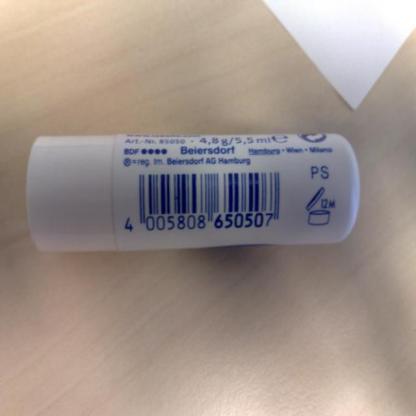 Art.-Nr. 85050 · 4,8g/5,5ml ℮
BDF ●●●● Beiersdorf Hamburg · Wien · Milano
®=reg. tm. Beiersdorf AG Hamburg
PS
12M
4 005808 650507